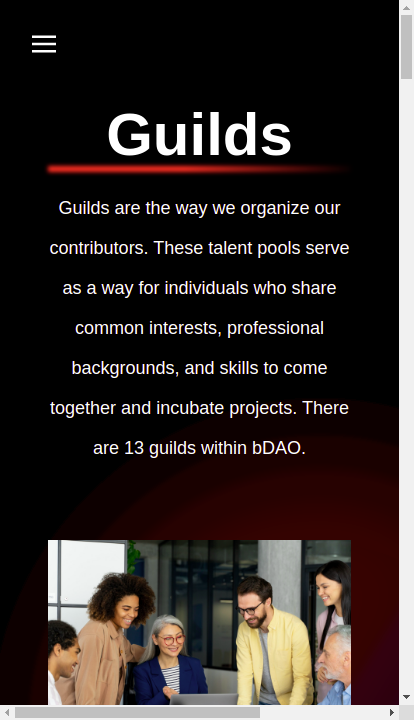 Guilds
Guilds are the way we organize our
contributors. These talent pools serve
as a way for individuals who share
common interests, professional
backgrounds, and skills to come
together and incubate projects. There
are 13 guilds within bDAO.